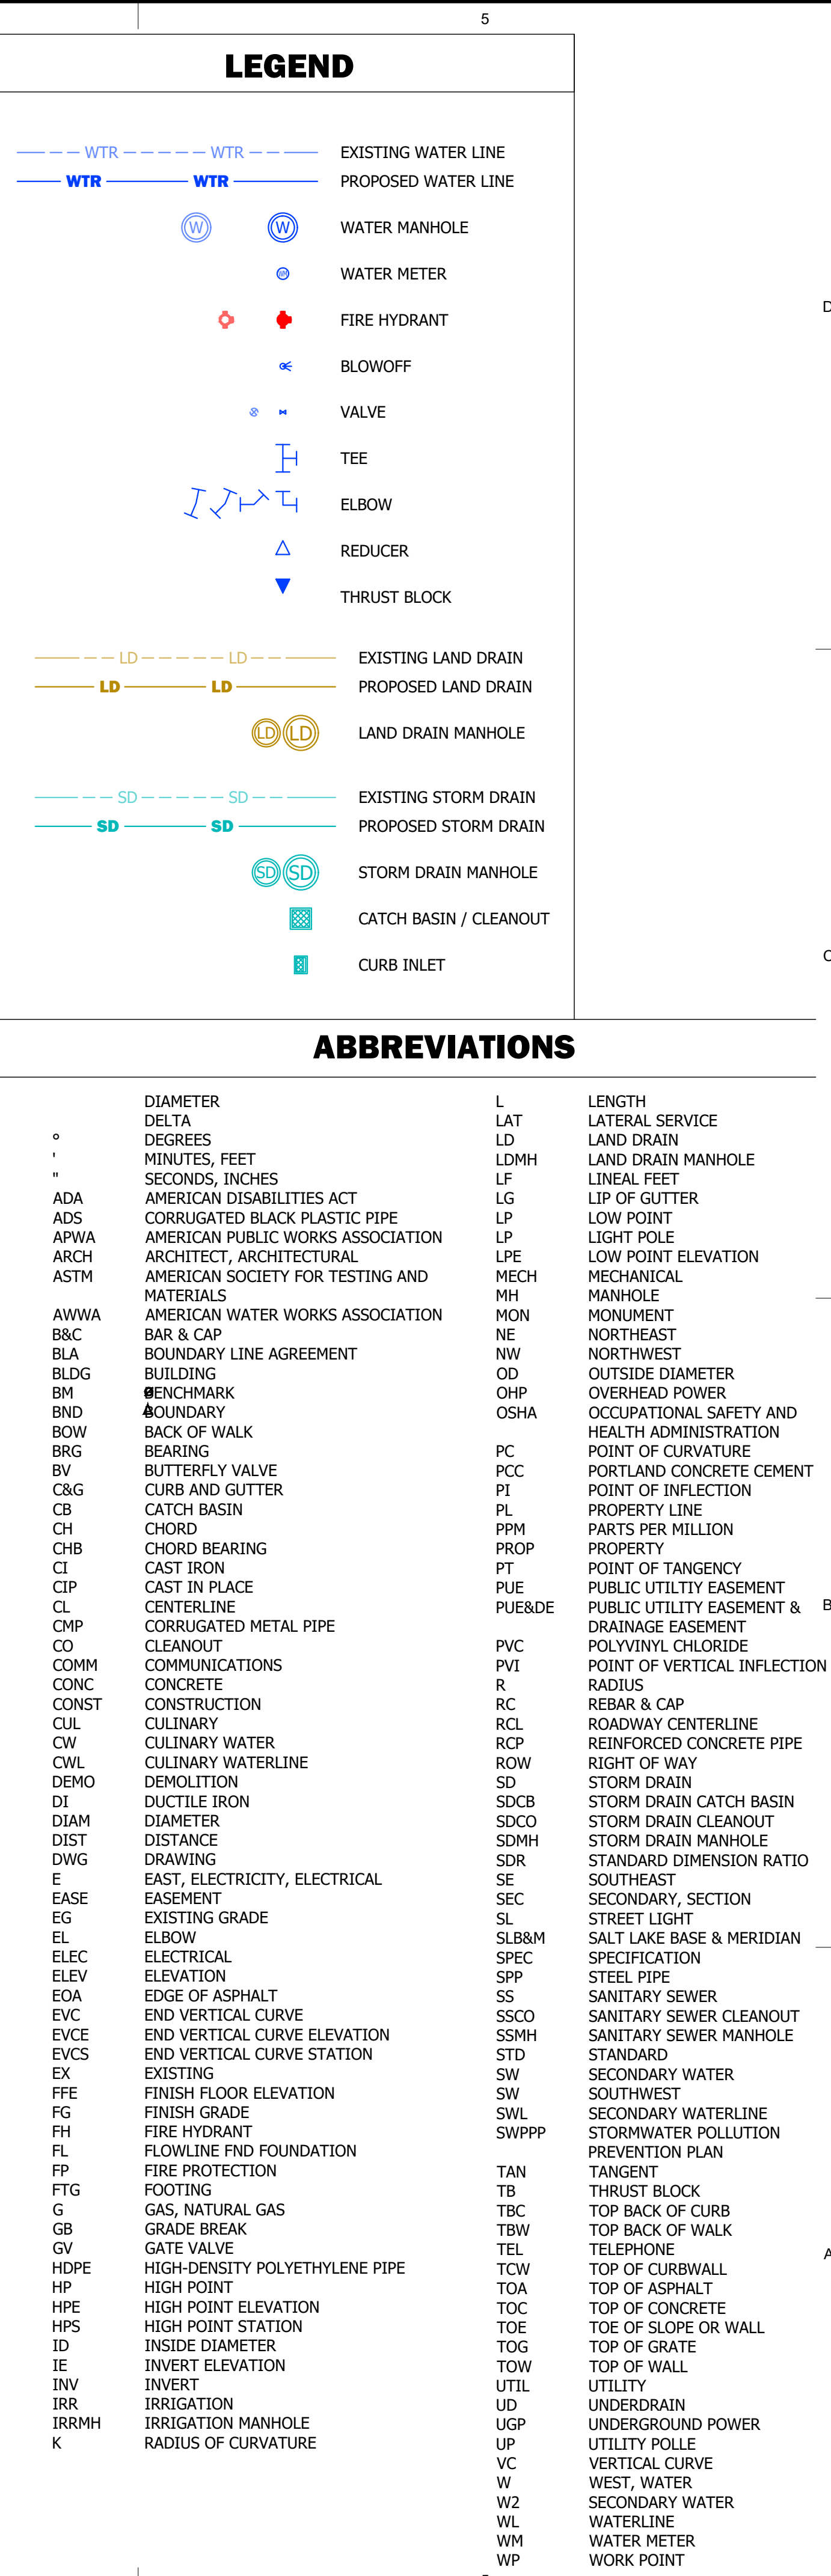 5
LEGEND
WTR WTR EXISTING WATER LINE
WTR WTR PROPOSED WATER LINE
W W WATER MANHOLE
WM WATER METER
D
FIRE HYDRANT
BLOWOFF
VALVE
TEE
ELBOW
REDUCER
THRUST BLOCK
LD LD EXISTING LAND DRAIN
LD LD PROPOSED LAND DRAIN
LD LD LAND DRAIN MANHOLE
SD SD EXISTING STORM DRAIN
SD SD PROPOSED STORM DRAIN
SD SD STORM DRAIN MANHOLE
CATCH BASIN / CLEANOUT
C
CURB INLET
ABBREVIATIONS
DIAMETER
DELTA
° DEGREES
' MINUTES, FEET
" SECONDS, INCHES
ADA AMERICAN DISABILITIES ACT
ADS CORRUGATED BLACK PLASTIC PIPE
APWA AMERICAN PUBLIC WORKS ASSOCIATION
ARCH ARCHITECT, ARCHITECTURAL
ASTM AMERICAN SOCIETY FOR TESTING AND
MATERIALS
AWWA AMERICAN WATER WORKS ASSOCIATION
B&C BAR & CAP
BLA BOUNDARY LINE AGREEMENT
BLDG BUILDING
BM BENCHMARK
BND BOUNDARY
BOW BACK OF WALK
BRG BEARING
BV BUTTERFLY VALVE
C&G CURB AND GUTTER
CB CATCH BASIN
CH CHORD
CHB CHORD BEARING
CI CAST IRON
CIP CAST IN PLACE
CL CENTERLINE
CMP CORRUGATED METAL PIPE
CO CLEANOUT
COMM COMMUNICATIONS
CONC CONCRETE
CONST CONSTRUCTION
CUL CULINARY
CW CULINARY WATER
CWL CULINARY WATERLINE
DEMO DEMOLITION
DI DUCTILE IRON
DIAM DIAMETER
DIST DISTANCE
DWG DRAWING
E EAST, ELECTRICITY, ELECTRICAL
EASE EASEMENT
EG EXISTING GRADE
EL ELBOW
ELEC ELECTRICAL
ELEV ELEVATION
EOA EDGE OF ASPHALT
EVC END VERTICAL CURVE
EVCE END VERTICAL CURVE ELEVATION
EVCS END VERTICAL CURVE STATION
EX EXISTING
FFE FINISH FLOOR ELEVATION
FG FINISH GRADE
FH FIRE HYDRANT
FL FLOWLINE FND FOUNDATION
FP FIRE PROTECTION
FTG FOOTING
G GAS, NATURAL GAS
GB GRADE BREAK
GV GATE VALVE
HDPE HIGH-DENSITY POLYETHYLENE PIPE
HP HIGH POINT
HPE HIGH POINT ELEVATION
HPS HIGH POINT STATION
ID INSIDE DIAMETER
IE INVERT ELEVATION
INV INVERT
IRR IRRIGATION
IRRMH IRRIGATION MANHOLE
K RADIUS OF CURVATURE
L LENGTH
LAT LATERAL SERVICE
LD LAND DRAIN
LDMH LAND DRAIN MANHOLE
LF LINEAL FEET
LG LIP OF GUTTER
LP LOW POINT
LP LIGHT POLE
LPE LOW POINT ELEVATION
MECH MECHANICAL
MH MANHOLE
MON MONUMENT
NE NORTHEAST
NW NORTHWEST
OD OUTSIDE DIAMETER
OHP OVERHEAD POWER
OSHA OCCUPATIONAL SAFETY AND
HEALTH ADMINISTRATION
PC POINT OF CURVATURE
PCC PORTLAND CONCRETE CEMENT
PI POINT OF INFLECTION
PL PROPERTY LINE
PPM PARTS PER MILLION
PROP PROPERTY
PT POINT OF TANGENCY
PUE PUBLIC UTILTIY EASEMENT
PUE&DE PUBLIC UTILITY EASEMENT &
DRAINAGE EASEMENT
B
PVC POLYVINYL CHLORIDE
PVI POINT OF VERTICAL INFLECTION
R RADIUS
RC REBAR & CAP
RCL ROADWAY CENTERLINE
RCP REINFORCED CONCRETE PIPE
ROW RIGHT OF WAY
SD STORM DRAIN
SDCB STORM DRAIN CATCH BASIN
SDCO STORM DRAIN CLEANOUT
SDMH STORM DRAIN MANHOLE
SDR STANDARD DIMENSION RATIO
SE SOUTHEAST
SEC SECONDARY, SECTION
SL STREET LIGHT
SLB&M SALT LAKE BASE & MERIDIAN
SPEC SPECIFICATION
SPP STEEL PIPE
SS SANITARY SEWER
SSCO SANITARY SEWER CLEANOUT
SSMH SANITARY SEWER MANHOLE
STD STANDARD
SW SECONDARY WATER
SW SOUTHWEST
SWL SECONDARY WATERLINE
SWPPP STORMWATER POLLUTION
PREVENTION PLAN
TAN TANGENT
TB THRUST BLOCK
TBC TOP BACK OF CURB
TBW TOP BACK OF WALK
TEL TELEPHONE
A
TCW TOP OF CURBWALL
TOA TOP OF ASPHALT
TOC TOP OF CONCRETE
TOE TOE OF SLOPE OR WALL
TOG TOP OF GRATE
TOW TOP OF WALL
UTIL UTILITY
UD UNDERDRAIN
UGP UNDERGROUND POWER
UP UTILITY POLLE
VC VERTICAL CURVE
W WEST, WATER
W2 SECONDARY WATER
WL WATERLINE
WM WATER METER
WP WORK POINT